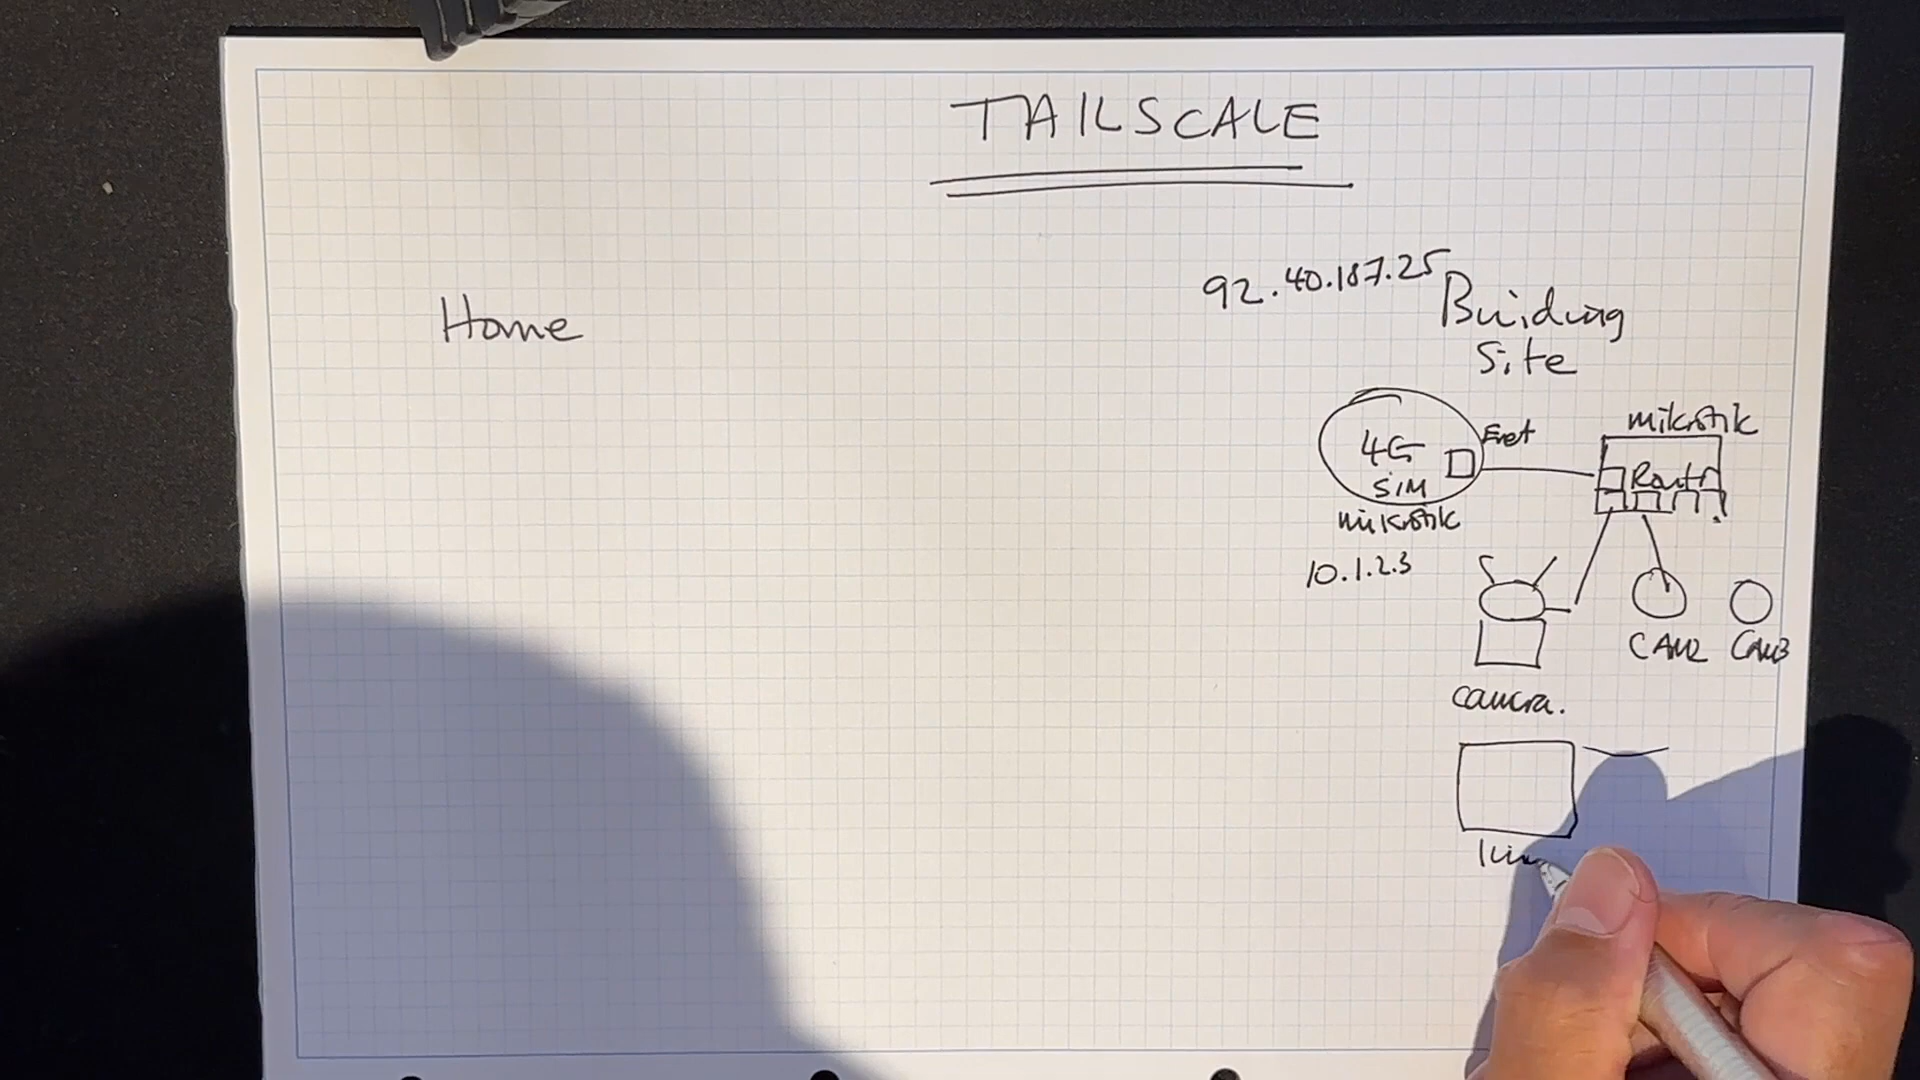 TAILSCALE
92.40.187.25
Building
Site
Home
mikrotik
Enet
4G
SIM
Router
mikrotik
10.1.2.3
CAM2
CAM3
camera.